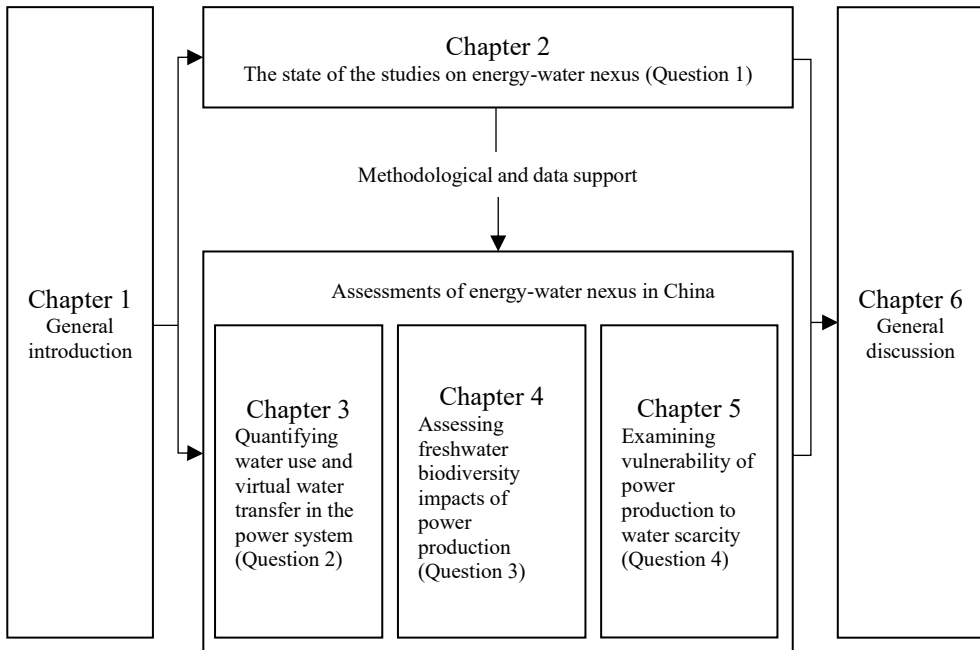 Chapter 1
General
introduction
Chapter 2
The state of the studies on energy-water nexus (Question 1)
Methodological and data support
Assessments of energy-water nexus in China
Chapter 3
Quantifying
water use and
virtual water
transfer in the
power system
(Question 2)
Chapter 4
Assessing
freshwater
biodiversity
impacts of
power
production
(Question 3)
Chapter 5
Examining
vulnerability of
power
production to
water scarcity
(Question 4)
Chapter 6
General
discussion